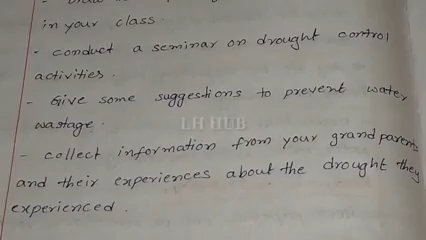 in your class.
- conduct a seminar on drought control
activities.
- Give some suggestions to prevent water
wastage.
LH HUB
- collect information from your grandparents
and their experiences about the drought they
experienced.